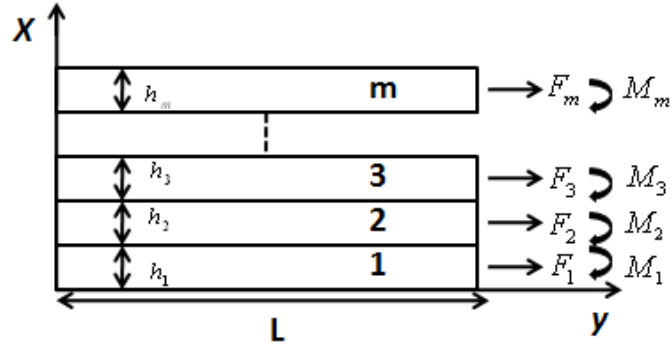 X
h_m m F_m M_m
h_3 3 F_3 M_3
h_2 2 F_2 M_2
h_1 1 F_1 M_1
L y